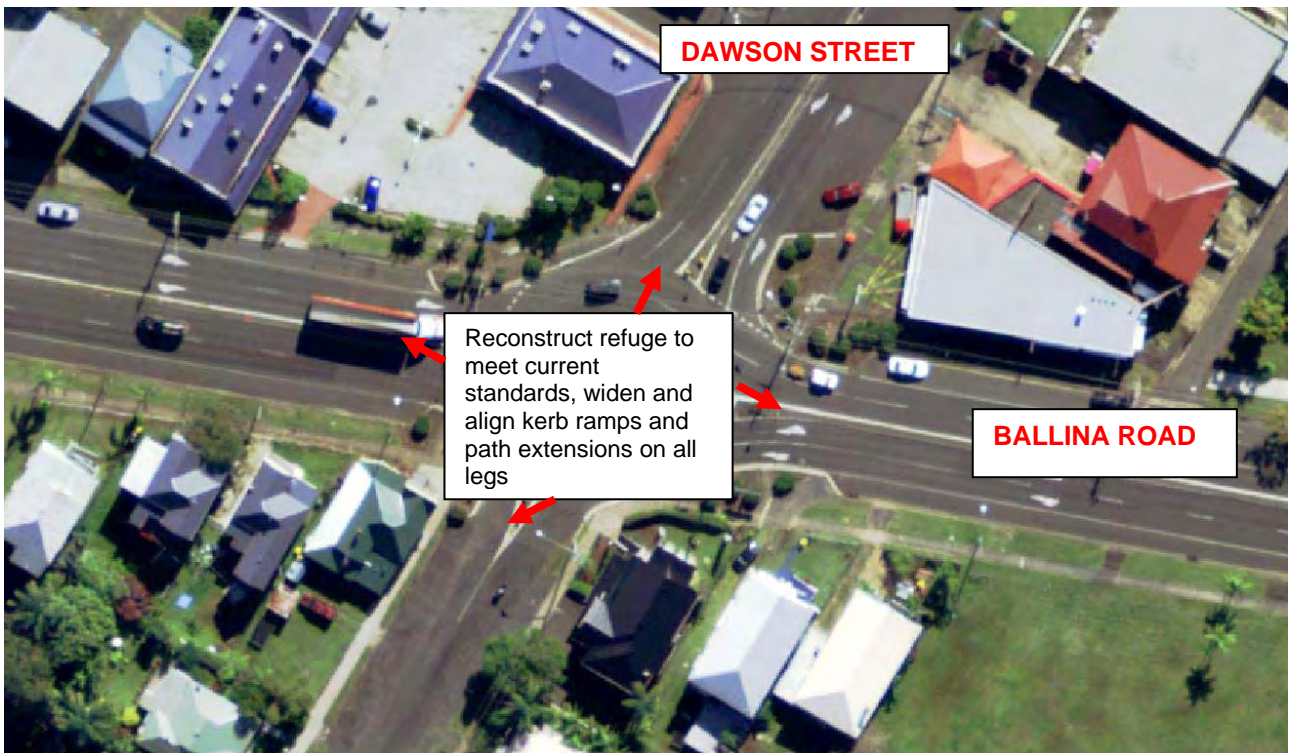 DAWSON STREET
Reconstruct refuge to
meet current
standards, widen and
align kerb ramps and
path extensions on all
legs
BALLINA ROAD